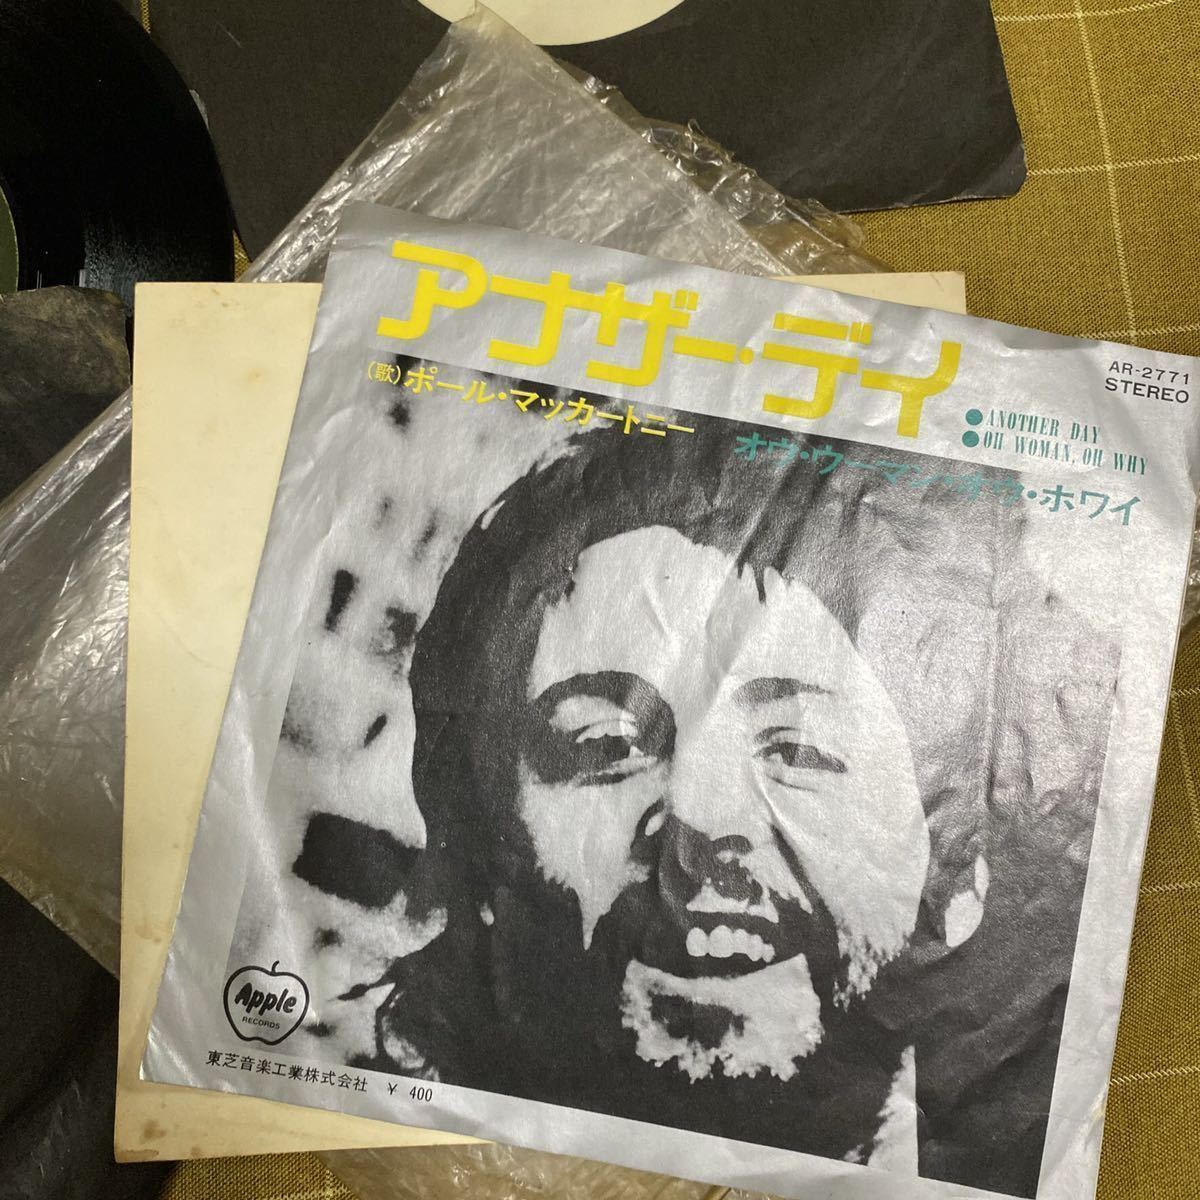 アナザー・デイ
(歌)ポール・マッカートニー
AR-2771
STEREO
●ANOTHER DAY
●OH WOMAN, OH WHY
オウ・ウーマン・オウ・ホワイ
Apple
RECORDS
東芝音楽工業株式会社 ¥ 400